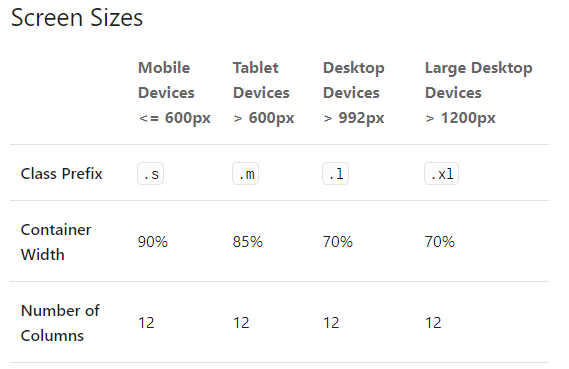 Screen Sizes
Mobile Devices <= 600px
Tablet Devices > 600px
Desktop Devices > 992px
Large Desktop Devices > 1200px
Class Prefix .s .m .l .xl
Container Width 90% 85% 70% 70%
Number of Columns 12 12 12 12